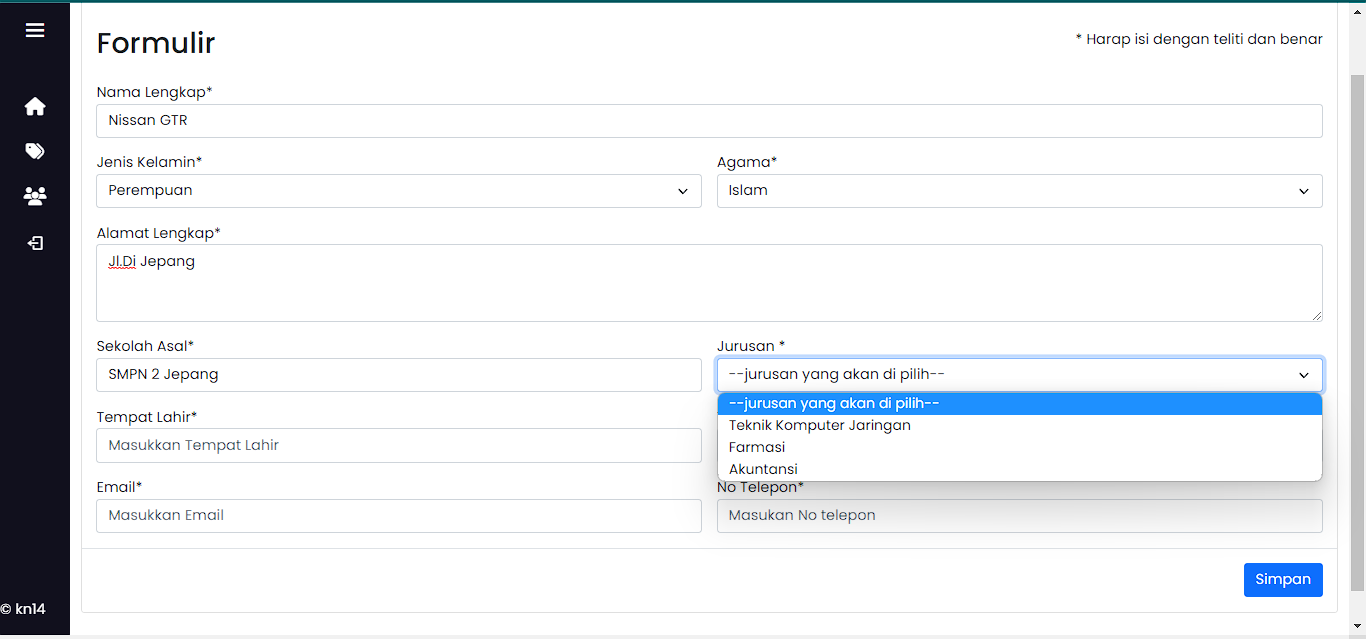 Formulir
* Harap isi dengan teliti dan benar
Nama Lengkap*
Nissan GTR
Jenis Kelamin*
Agama*
Perempuan
Islam
Alamat Lengkap*
Jl.Di Jepang
Sekolah Asal*
Jurusan *
SMPN 2 Jepang
--jurusan yang akan di pilih--
--jurusan yang akan di pilih--
Teknik Komputer Jaringan
Farmasi
Akuntansi
Tempat Lahir*
Masukkan Tempat Lahir
Email*
No Telepon*
Masukkan Email
Masukan No telepon
Simpan
© kn14